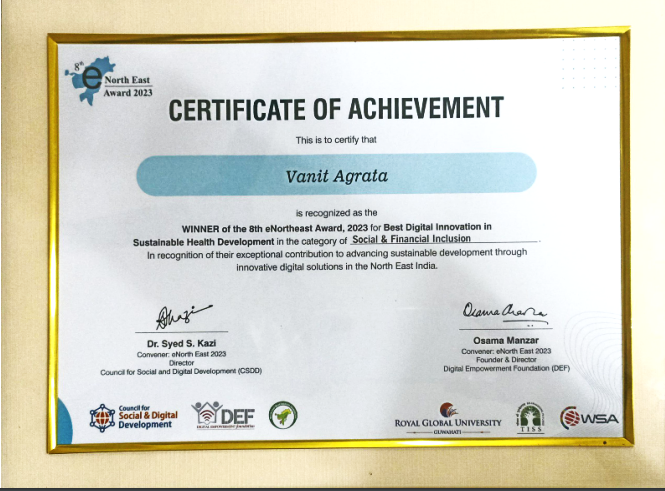 8th
e North East
Award 2023
CERTIFICATE OF ACHIEVEMENT
This is to certify that
Vanit Agrata
is recognized as the
WINNER of the 8th eNortheast Award, 2023 for Best Digital Innovation in
Sustainable Health Development in the category of Social & Financial Inclusion
In recognition of their exceptional contribution to advancing sustainable development through
innovative digital solutions in the North East India.
Dr. Syed S. Kazi
Convener: eNorth East 2023
Director
Council for Social and Digital Development (CSDD)
Osama Manzar
Convener: eNorth East 2023
Founder & Director
Digital Empowerment Foundation (DEF)
Council for
Social & Digital
Development
DEF
DIGITAL EMPOWERMENT FOUNDATION
ROYAL GLOBAL UNIVERSITY
GUWAHATI
TISS
WSA